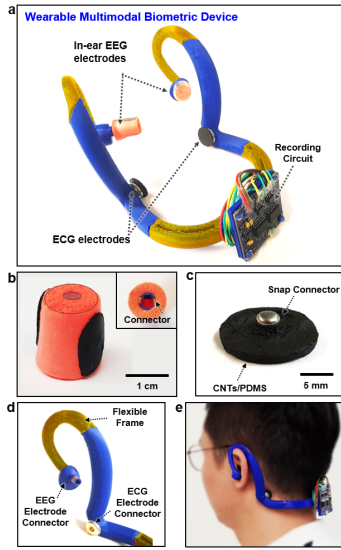 a
Wearable Multimodal Biometric Device
In-ear EEG
electrodes
Recording
Circuit
ECG electrodes
b
Connector
1 cm
c
Snap Connector
CNTs/PDMS
5 mm
d
Flexible
Frame
EEG
Electrode
Connector
ECG
Electrode
Connector
e